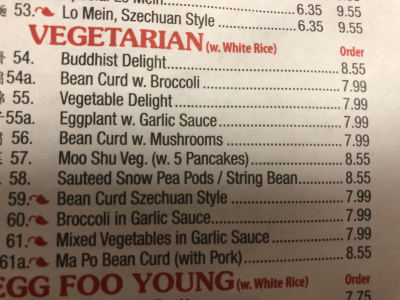 53. Lo Mein, Szechuan Style 6.35 9.55
VEGETARIAN (w. White Rice) Order
54. Buddhist Delight 8.55
54a. Bean Curd w. Broccoli 7.99
55. Vegetable Delight 7.99
55a. Eggplant w. Garlic Sauce 7.99
56. Bean Curd w. Mushrooms 7.99
57. Moo Shu Veg. (w. 5 Pancakes) 8.55
58. Sauteed Snow Pea Pods / String Bean 8.55
59. Bean Curd Szechuan Style 7.99
60. Broccoli in Garlic Sauce 7.99
61. Mixed Vegetables in Garlic Sauce 7.99
61a. Ma Po Bean Curd (with Pork) 8.55
EGG FOO YOUNG (w. White Rice) Order
7.75